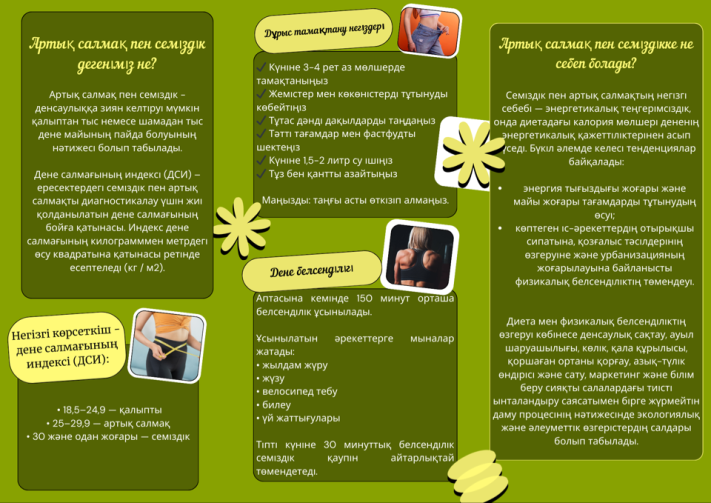 Артық салмақ пен семіздік
дегеніміз не?
Артық салмақ пен семіздік -
денсаулыққа зиян келтіруі мүмкін
қалыптан тыс немесе шамадан тыс
дене майының пайда болуының
нәтижесі болып табылады.
Дене салмағының индексі (ДСИ) –
ересектердегі семіздік пен артық
салмақты диагностикалау үшін жиі
қолданылатын дене салмағының
бойға қатынасы. Индекс дене
салмағының килограмммен метрдегі
өсу квадратына қатынасы ретінде
есептеледі (кг / м2).
Негізгі көрсеткіш -
дене салмағының
индексі (ДСИ):
• 18,5–24,9 — қалыпты
• 25–29,9 — артық салмақ
• 30 және одан жоғары — семіздік
Дұрыс тамақтану негіздері
✓ Күніне 3-4 рет аз мөлшерде
тамақтаныңыз
✓ Жемістер мен көкөністерді тұтынуды
көбейтіңіз
✓ Тұтас дәнді дақылдарды таңдаңыз
✓ Тәтті тағамдар мен фастфудты
шектеңіз
✓ Күніне 1,5-2 литр су ішіңіз
✓ Тұз бен қантты азайтыңыз
Маңызды: таңғы асты өткізіп алмаңыз.
Дене белсенділігі
Аптасына кемінде 150 минут орташа
белсенділік ұсынылады.
Ұсынылатын әрекеттерге мыналар
жатады:
• жылдам жүру
• жүзу
• велосипед тебу
• билеу
• үй жаттығулары
Тіпті күніне 30 минуттық белсенділік
семіздік қаупін айтарлықтай
төмендетеді.
Артық салмақ пен семіздікке не
себеп болады?
Семіздік пен артық салмақтың негізгі
себебі — энергетикалық теңгерімсіздік,
онда диетадағы калория мөлшері дененің
энергетикалық қажеттіліктерінен асып
түседі. Бүкіл әлемде келесі тенденциялар
байқалады:
• энергия тығыздығы жоғары және
майы жоғары тағамдарды тұтынудың
өсуі;
• көптеген іс-әрекеттердің отырықшы
сипатына, қозғалыс тәсілдерінің
өзгеруіне және урбанизацияның
жоғарылауына байланысты
физикалық белсенділіктің төмендеуі.
Диета мен физикалық белсенділіктің
өзгеруі көбінесе денсаулық сақтау, ауыл
шаруашылығы, көлік, қала құрылысы,
қоршаған ортаны қорғау, азық-түлік
өндірісі және сату, маркетинг және білім
беру сияқты салалардағы тиісті
ынталандыру саясатымен бірге жүрмейтін
даму процесінің нәтижесінде экологиялық
және әлеуметтік өзгерістердің салдары
болып табылады.